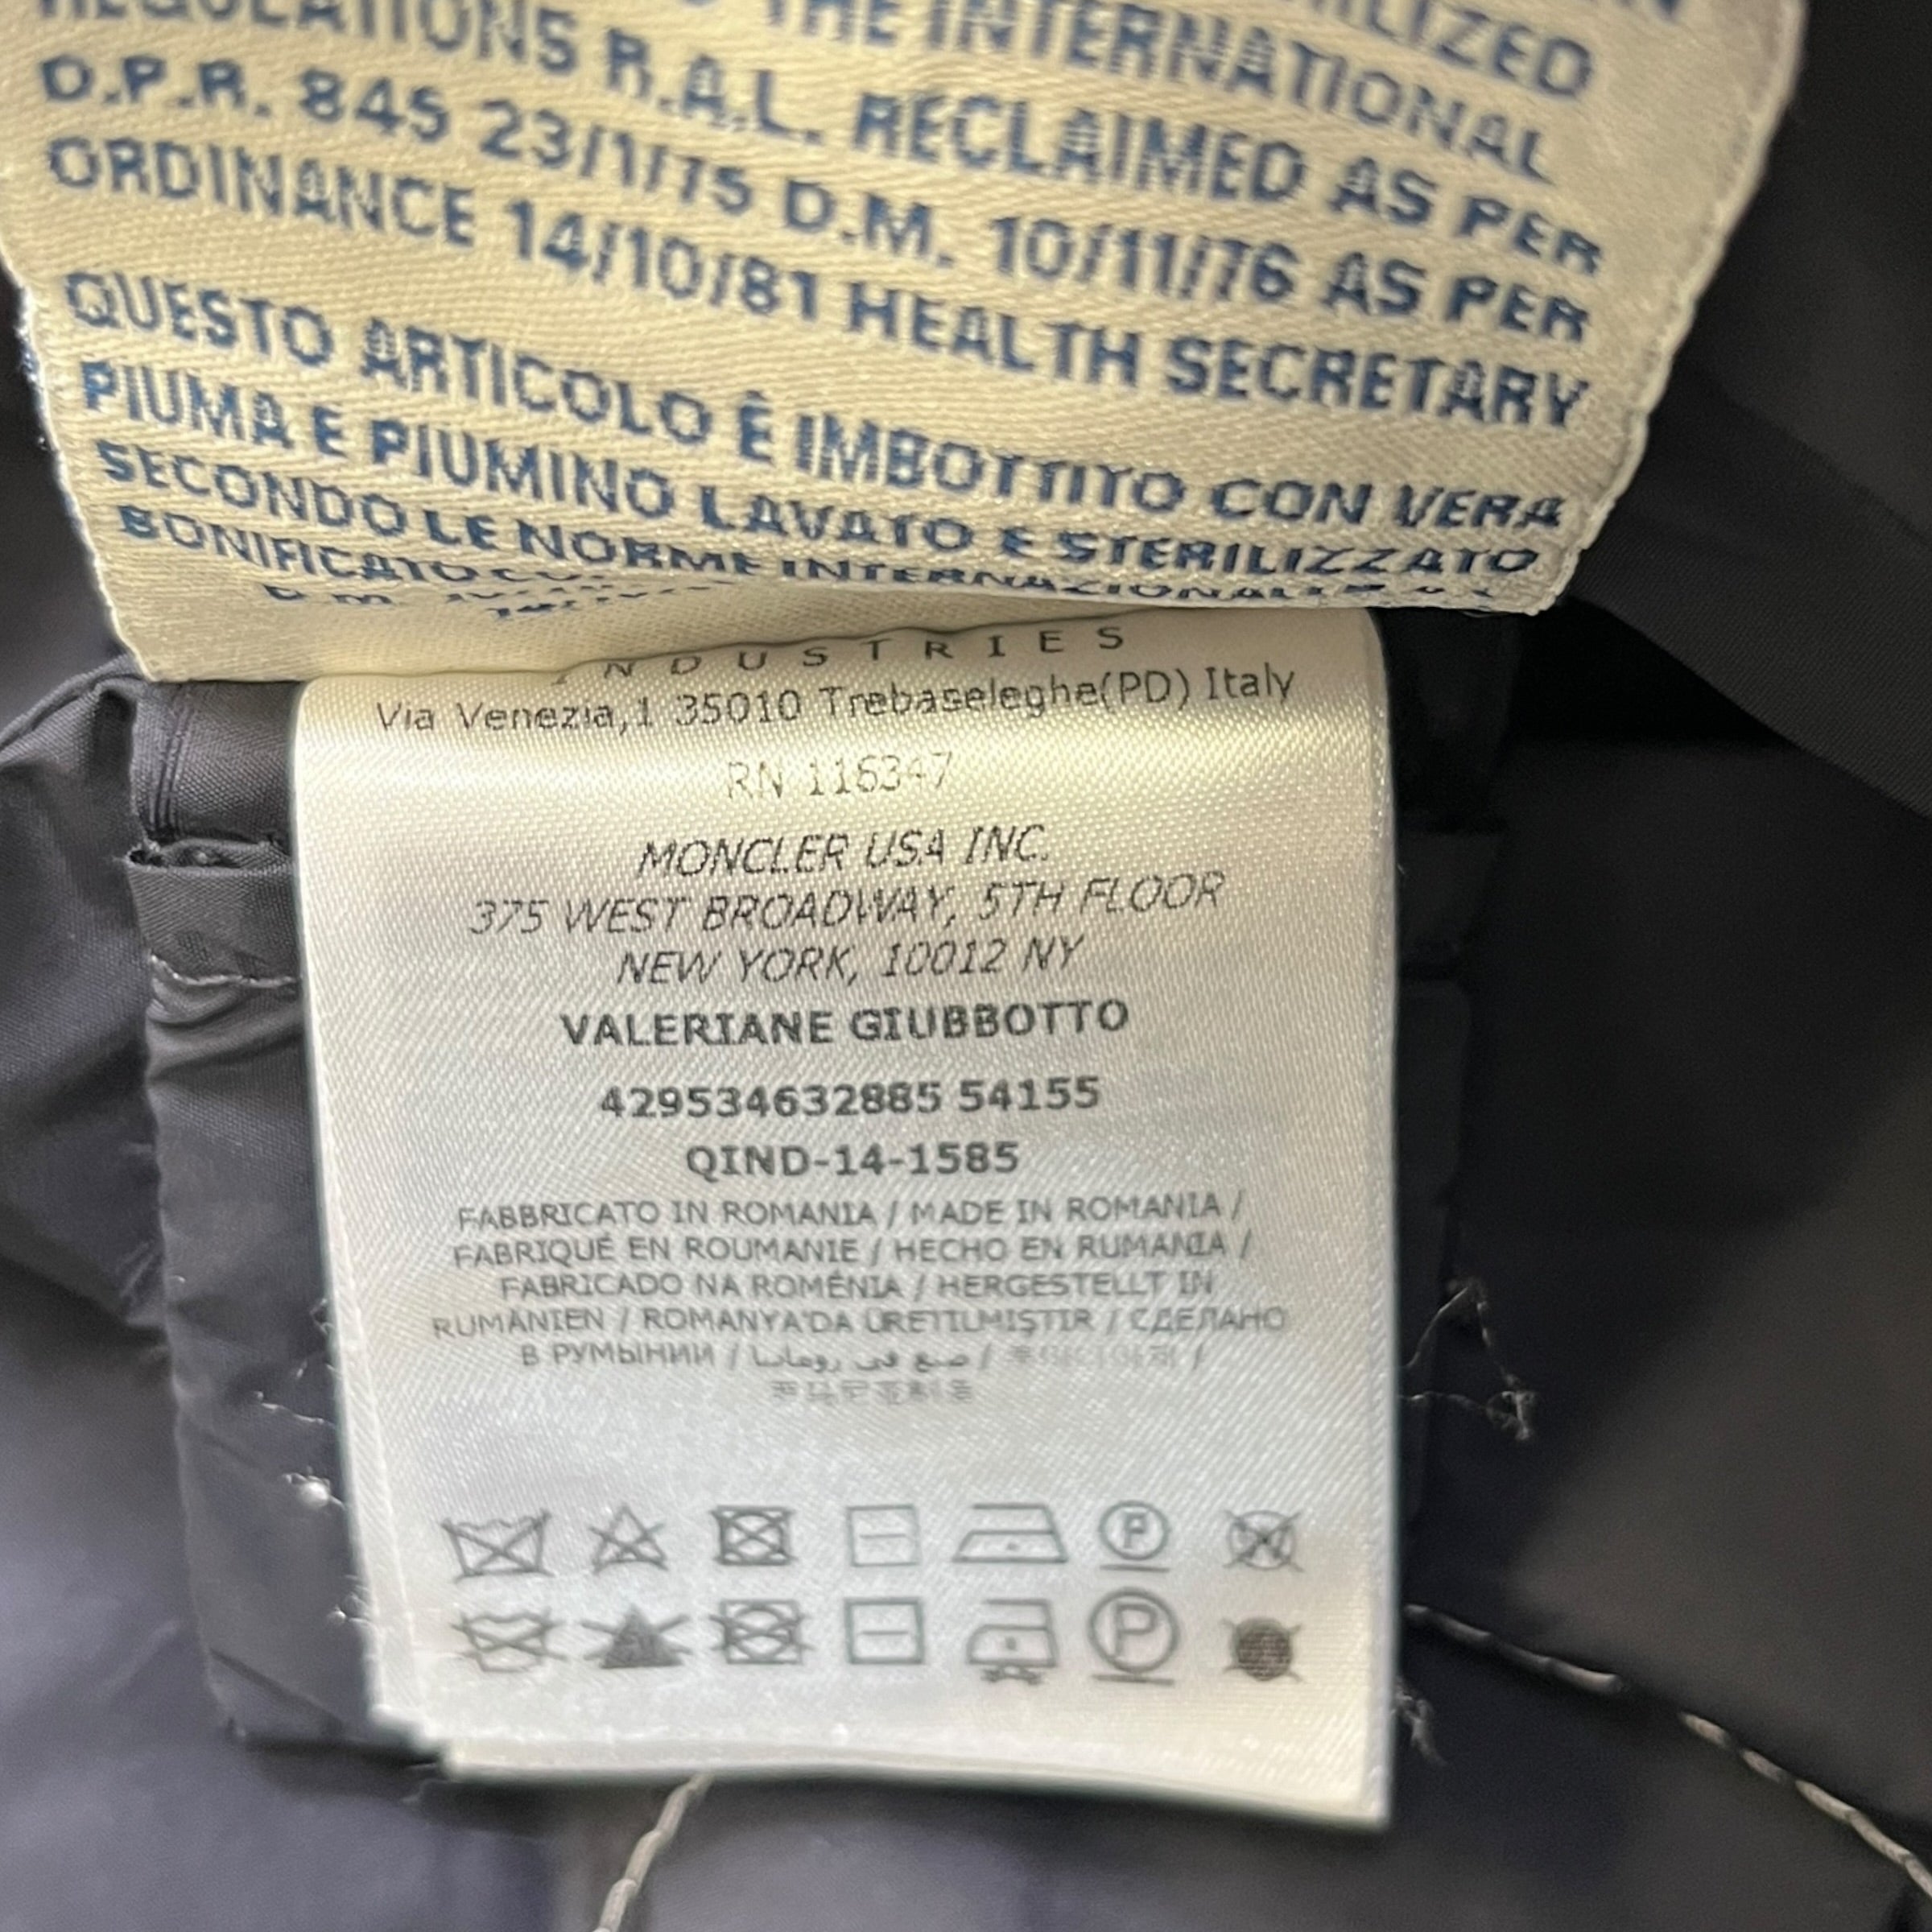 ILIZED
THE INTERNATIONAL
REGULATIONS R.A.L. RECLAIMED AS PER
D.P.R. 845 23/1/75 D.M. 10/11/76 AS PER
ORDINANCE 14/10/81 HEALTH SECRETARY
QUESTO ARTICOLO È IMBOTTITO CON VERA
PIUMA E PIUMINO LAVATO E STERILIZZATO
SECONDO LE NORME INTERNAZIONALI
BONIFICATO
D.M.
INDUSTRIES
Via Venezia,1 35010 Trebaseleghe(PD) Italy
RN 116347
MONCLER USA INC.
375 WEST BROADWAY, 5TH FLOOR
NEW YORK, 10012 NY
VALERIANE GIUBBOTTO
429534632885 54155
QIND-14-1585
FABBRICATO IN ROMANIA / MADE IN ROMANIA /
FABRIQUÉ EN ROUMANIE / HECHO EN RUMANIA /
FABRICADO NA ROMÉNIA / HERGESTELLT IN
RUMÄNIEN / ROMANYA'DA ÜRETILMISTIR / СДЕЛАНО
В РУМЫНИИ / صنع في رومانيا /
P
P